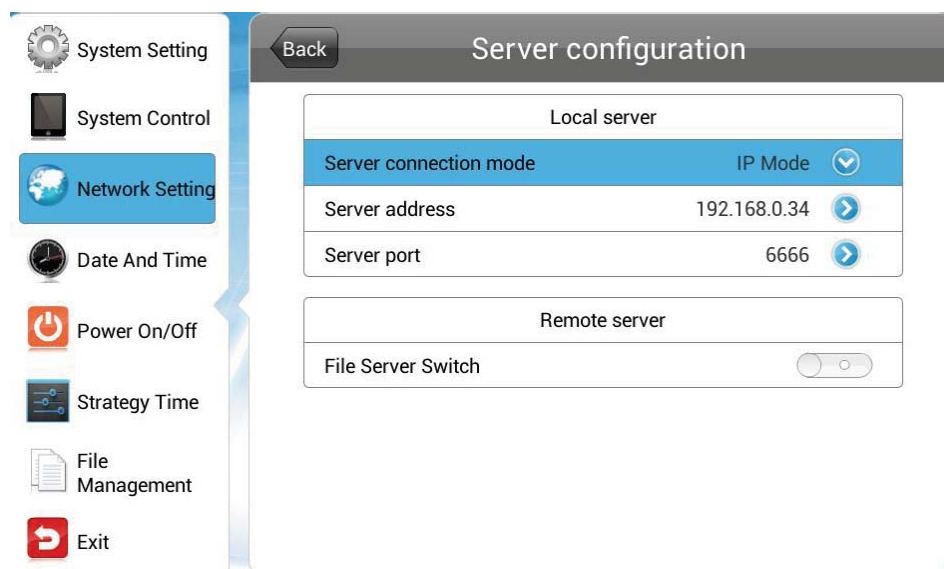 System Setting
System Control
Network Setting
Date And Time
Power On/Off
Strategy Time
File
Management
Exit
Back
Server configuration
Local server
Server connection mode IP Mode
Server address 192.168.0.34
Server port 6666
Remote server
File Server Switch